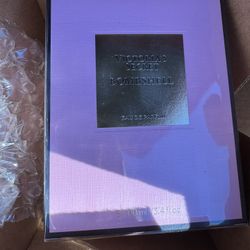 VICTORIA'S
SECRET
BOMBSHELL
EAU DE PARFUM
3.4 fl oz